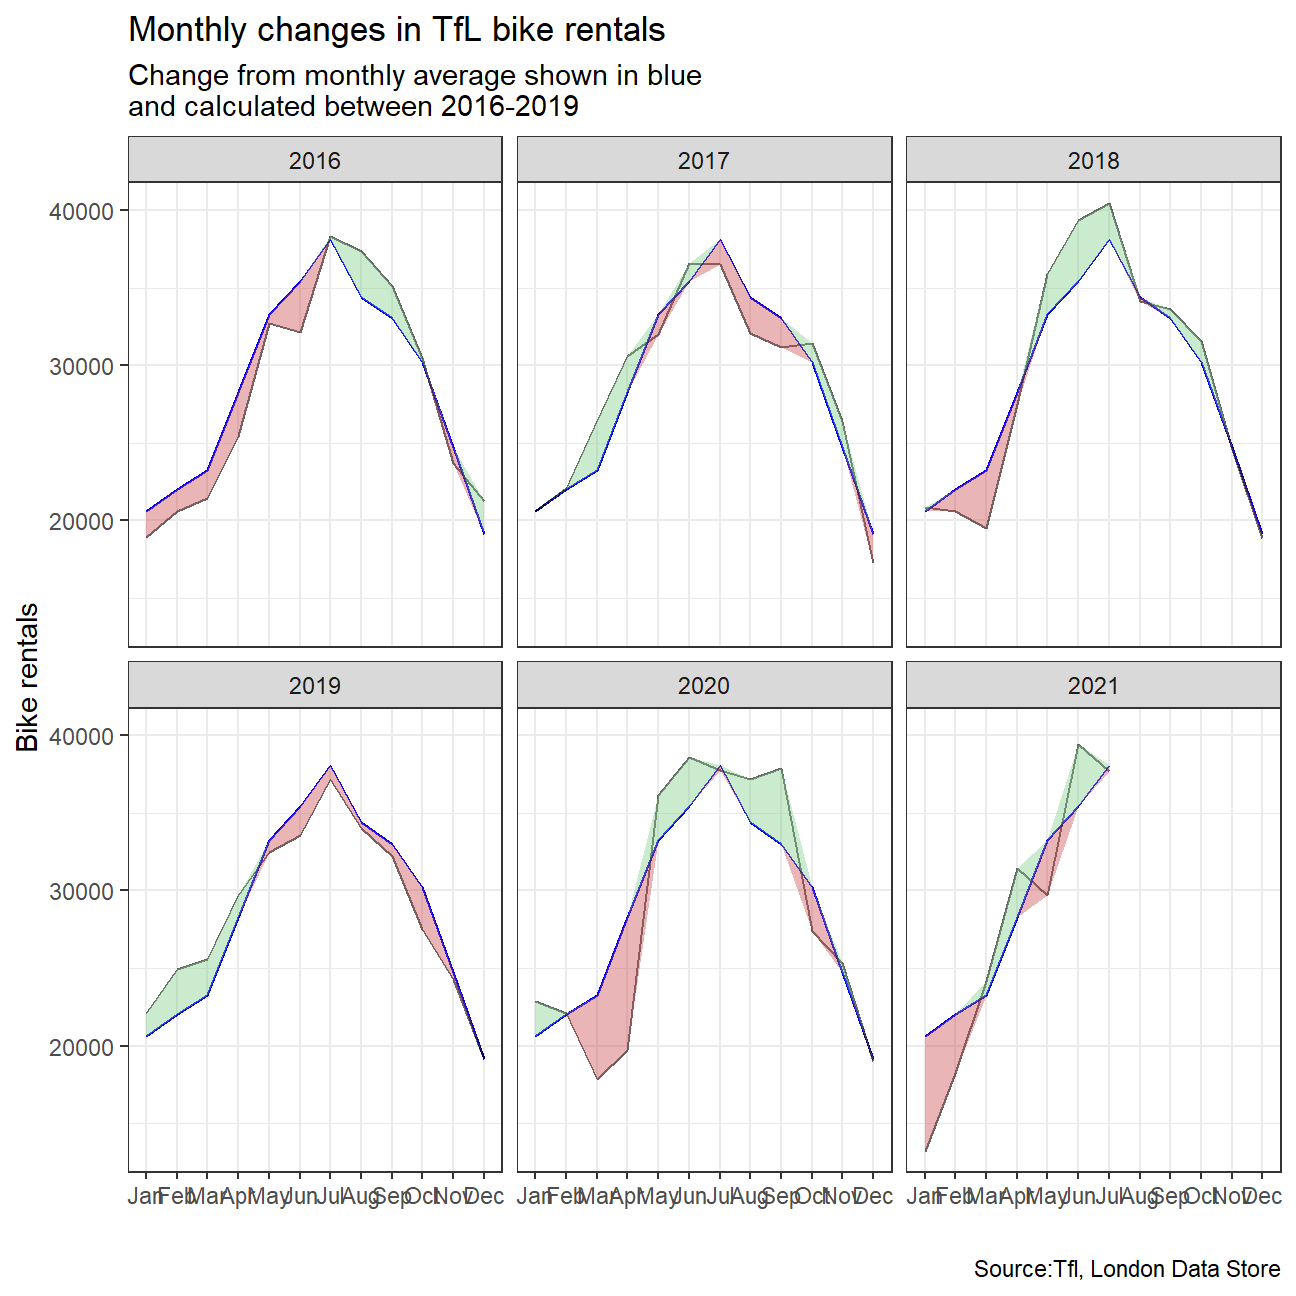 Monthly changes in TfL bike rentals
Change from monthly average shown in blue
and calculated between 2016-2019
2016 2017 2018
40000
30000
20000
Bike rentals
2019 2020 2021
40000
30000
20000
Jan Feb Mar Apr May Jun Jul Aug Sep Oct Nov Dec Jan Feb Mar Apr May Jun Jul Aug Sep Oct Nov Dec Jan Feb Mar Apr May Jun Jul Aug Sep Oct Nov Dec
Source:Tfl, London Data Store